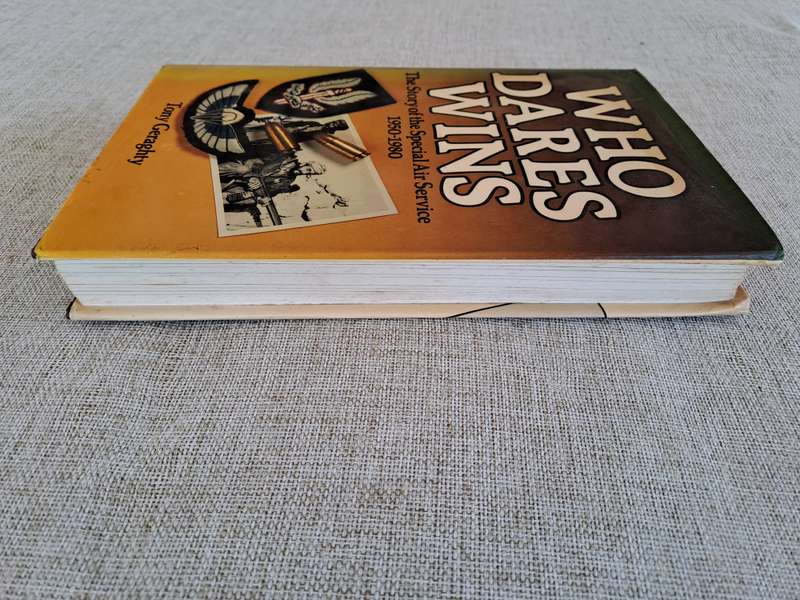 WHO
DARES
WINS
The Story of the Special Air Service
1950-1980
Tony Geraghty